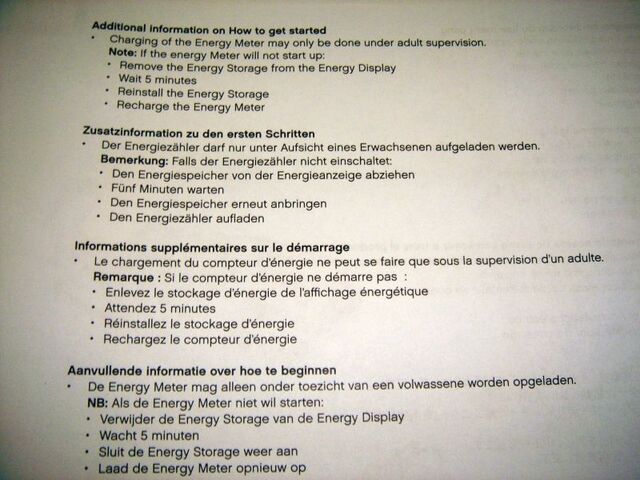 Additional information on How to get started
• Charging of the Energy Meter may only be done under adult supervision.
Note: If the energy Meter will not start up:
• Remove the Energy Storage from the Energy Display
• Wait 5 minutes
• Reinstall the Energy Storage
• Recharge the Energy Meter
Zusatzinformation zu den ersten Schritten
• Der Energiezähler darf nur unter Aufsicht eines Erwachsenen aufgeladen werden.
Bemerkung: Falls der Energiezähler nicht einschaltet:
• Den Energiespeicher von der Energieanzeige abziehen
• Fünf Minuten warten
• Den Energiespeicher erneut anbringen
• Den Energiezähler aufladen
Informations supplémentaires sur le démarrage
• Le chargement du compteur d'énergie ne peut se faire que sous la supervision d'un adulte.
Remarque : Si le compteur d'énergie ne démarre pas :
• Enlevez le stockage d'énergie de l'affichage énergétique
• Attendez 5 minutes
• Réinstallez le stockage d'énergie
• Rechargez le compteur d'énergie
Aanvullende informatie over hoe te beginnen
• De Energy Meter mag alleen onder toezicht van een volwassene worden opgeladen.
NB: Als de Energy Meter niet wil starten:
• Verwijder de Energy Storage van de Energy Display
• Wacht 5 minuten
• Sluit de Energy Storage weer aan
• Laad de Energy Meter opnieuw op